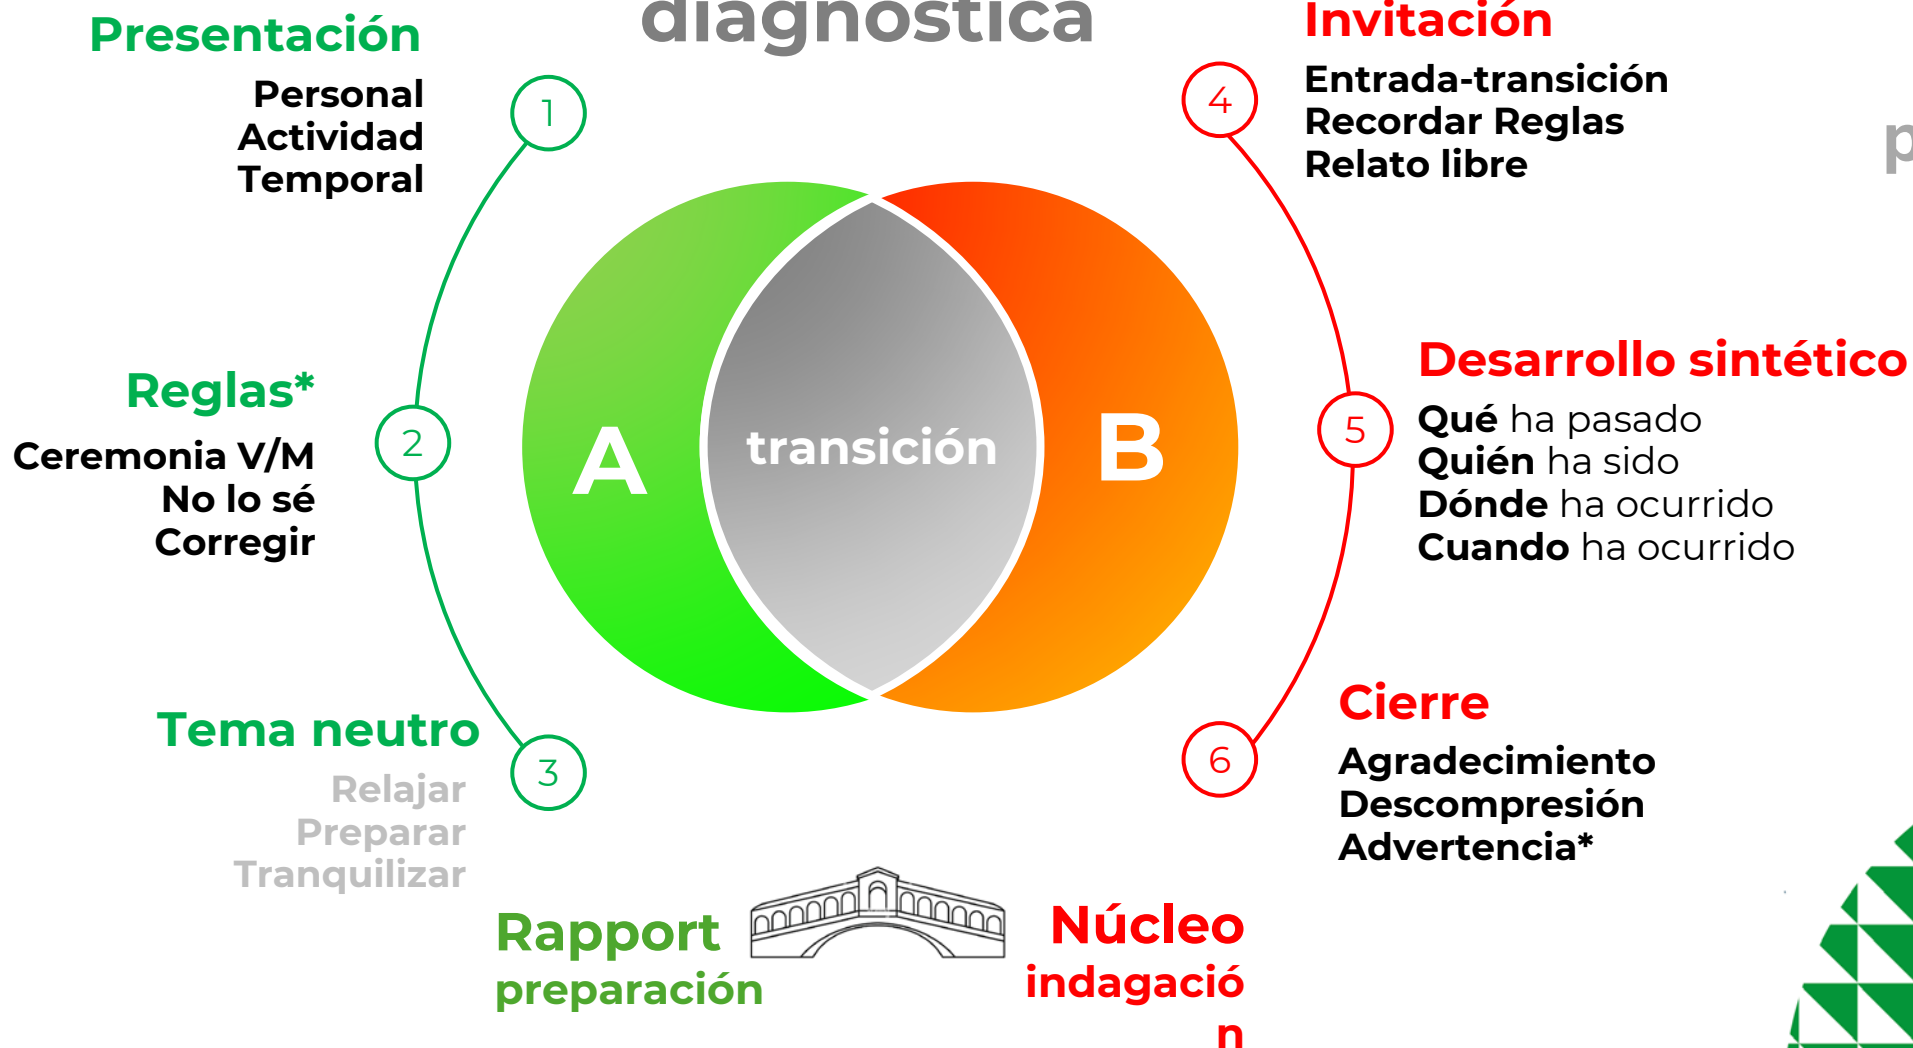 diagnóstica
Presentación
Personal
Actividad
Temporal
1
Reglas*
Ceremonia V/M
No lo sé
Corregir
2
Tema neutro
Relajar
Preparar
Tranquilizar
3
A
transición
B
Invitación
Entrada-transición
Recordar Reglas
Relato libre
4
p
Desarrollo sintético
Qué ha pasado
Quién ha sido
Dónde ha ocurrido
Cuando ha ocurrido
5
Cierre
Agradecimiento
Descompresión
Advertencia*
6
Rapport
preparación
Núcleo
indagació
n